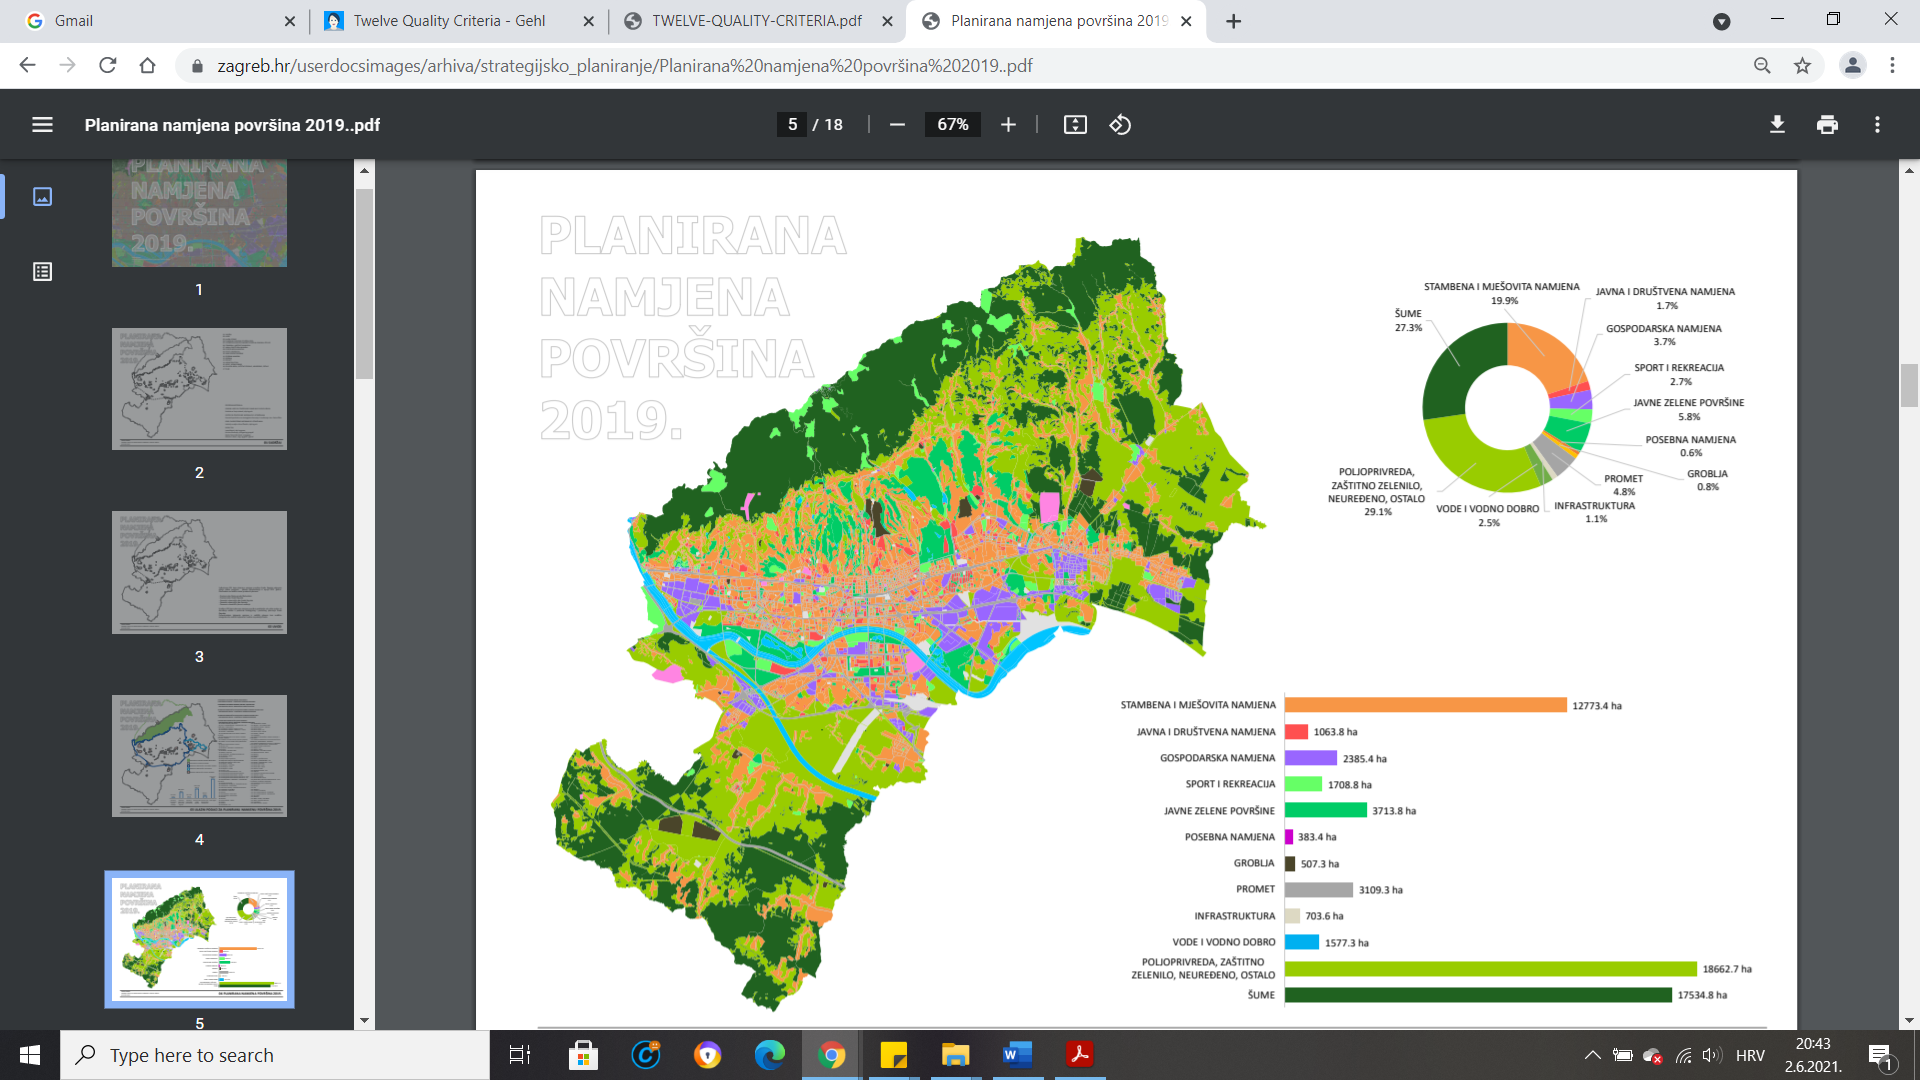 Gmail
Twelve Quality Criteria - Gehl
TWELVE-QUALITY-CRITERIA.pdf
Planirana namjena površina 2019
zagreb.hr/userdocsimages/arhiva/strategijsko_planiranje/Planirana%20namjena%20površina%202019..pdf
Planirana namjena površina 2019..pdf
5 / 18
67%
PLANIRANA
NAMJENA
POVRŠINA
2019.
1
2
3
4
5
PLANIRANA
NAMJENA
POVRŠINA
2019.
STAMBENA I MJEŠOVITA NAMJENA
19.9%
JAVNA I DRUŠTVENA NAMJENA
1.7%
ŠUME
27.3%
GOSPODARSKA NAMJENA
3.7%
SPORT I REKREACIJA
2.7%
JAVNE ZELENE POVRŠINE
5.8%
POSEBNA NAMJENA
0.6%
GROBLJA
0.8%
PROMET
4.8%
INFRASTRUKTURA
1.1%
VODE I VODNO DOBRO
2.5%
POLJOPRIVREDA,
ZAŠTITNO ZELENILO,
NEUREĐENO, OSTALO
29.1%
STAMBENA I MJEŠOVITA NAMJENA 12773.4 ha
JAVNA I DRUŠTVENA NAMJENA 1063.8 ha
GOSPODARSKA NAMJENA 2385.4 ha
SPORT I REKREACIJA 1708.8 ha
JAVNE ZELENE POVRŠINE 3713.8 ha
POSEBNA NAMJENA 383.4 ha
GROBLJA 507.3 ha
PROMET 3109.3 ha
INFRASTRUKTURA 703.6 ha
VODE I VODNO DOBRO 1577.3 ha
POLJOPRIVREDA, ZAŠTITNO
ZELENILO, NEUREĐENO, OSTALO 18662.7 ha
ŠUME 17534.8 ha
Type here to search
HRV
20:43
2.6.2021.
1